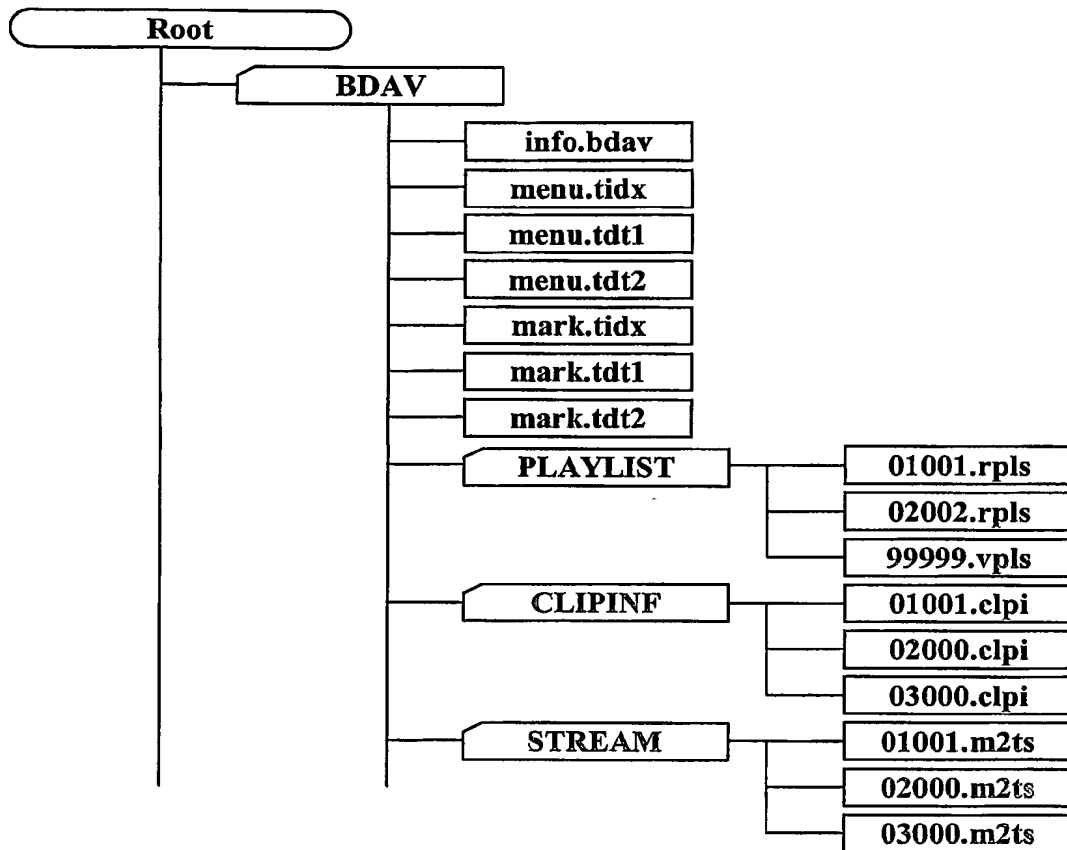 Root
BDAV
info.bdav
menu.tidx
menu.tdt1
menu.tdt2
mark.tidx
mark.tdt1
mark.tdt2
PLAYLIST
01001.rpls
02002.rpls
99999.vpls
CLIPINF
01001.clpi
02000.clpi
03000.clpi
STREAM
01001.m2ts
02000.m2ts
03000.m2ts